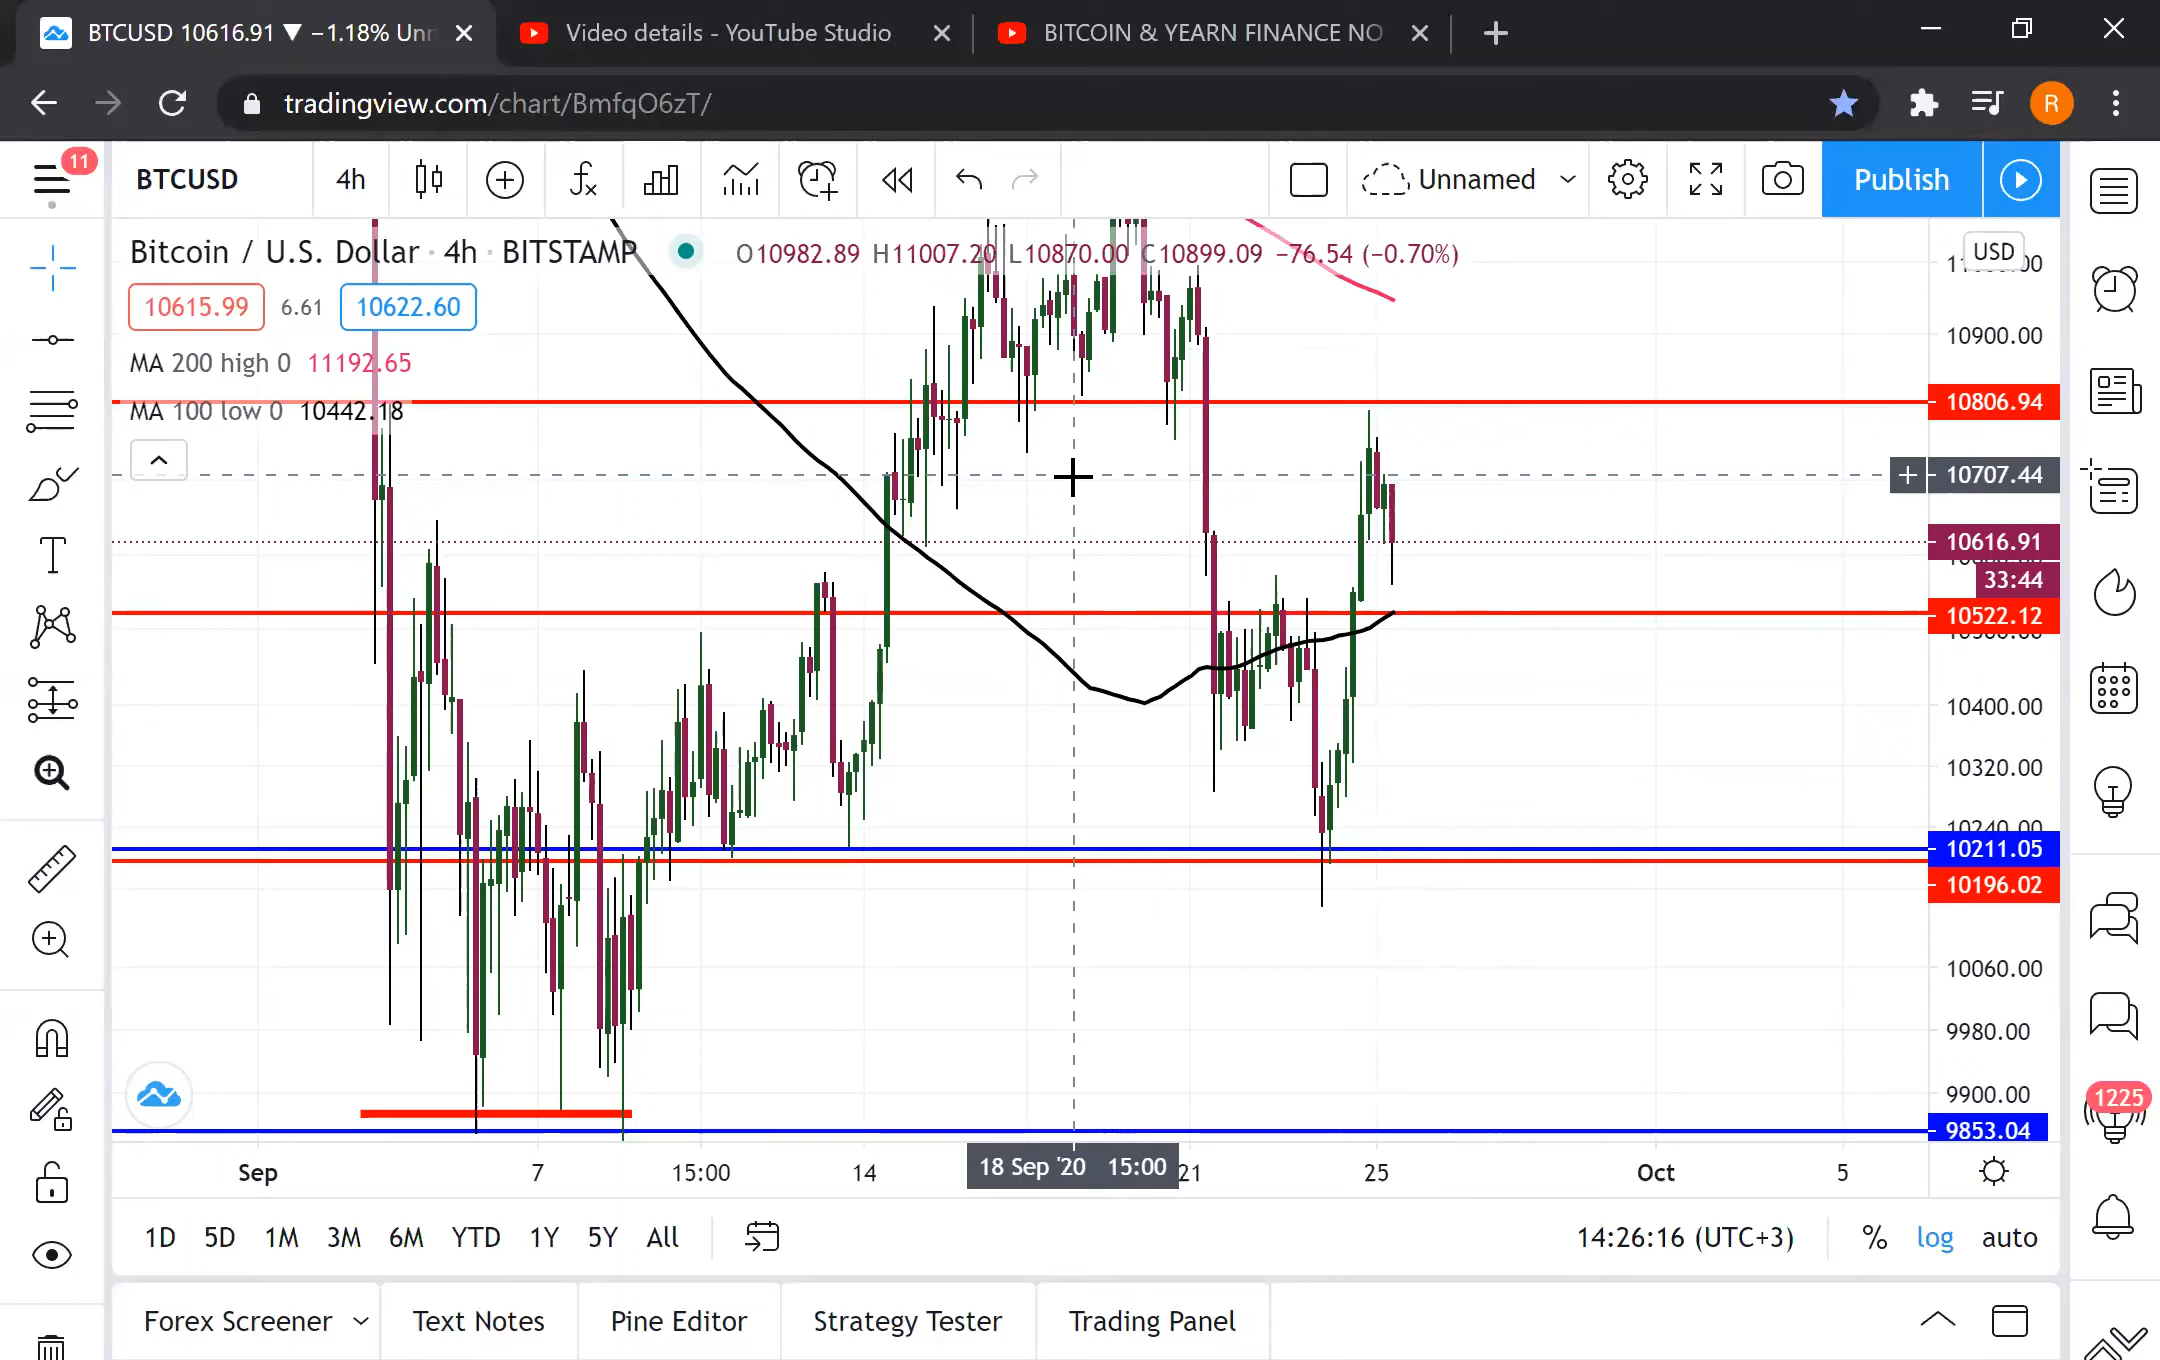 BTCUSD 10616.91 ▼ −1.18% Unn
Video details - YouTube Studio
BITCOIN & YEARN FINANCE NO
tradingview.com/chart/BmfqO6zT/
R
11
BTCUSD
4h
Unnamed
Publish
Bitcoin / U.S. Dollar · 4h · BITSTAMP
O10982.89 H11007.20 L10870.00 C10899.09 −76.54 (−0.70%)
USD
10615.99 6.61 10622.60
10900.00
MA 200 high 0 11192.65
MA 100 low 0 10442.18
10806.94
10707.44
10616.91
33:44
10522.12
10400.00
10320.00
10240.00
10211.05
10196.02
10060.00
9980.00
9900.00
9853.04
1225
Sep 7 15:00 14 18 Sep '20 15:00 21 25 Oct 5
1D 5D 1M 3M 6M YTD 1Y 5Y All
14:26:16 (UTC+3) % log auto
Forex Screener Text Notes Pine Editor Strategy Tester Trading Panel